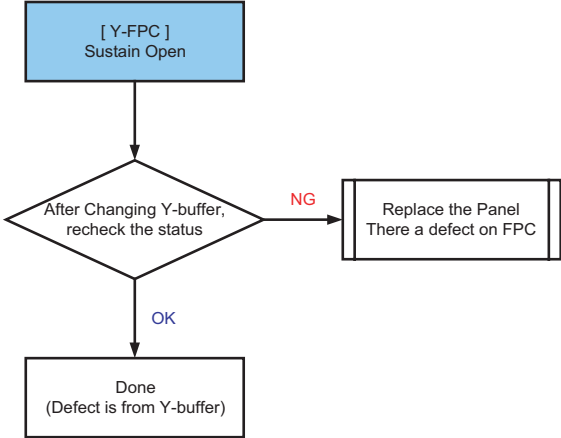 [ Y-FPC ]
Sustain Open
After Changing Y-buffer,
recheck the status
NG
Replace the Panel
There a defect on FPC
OK
Done
(Defect is from Y-buffer)